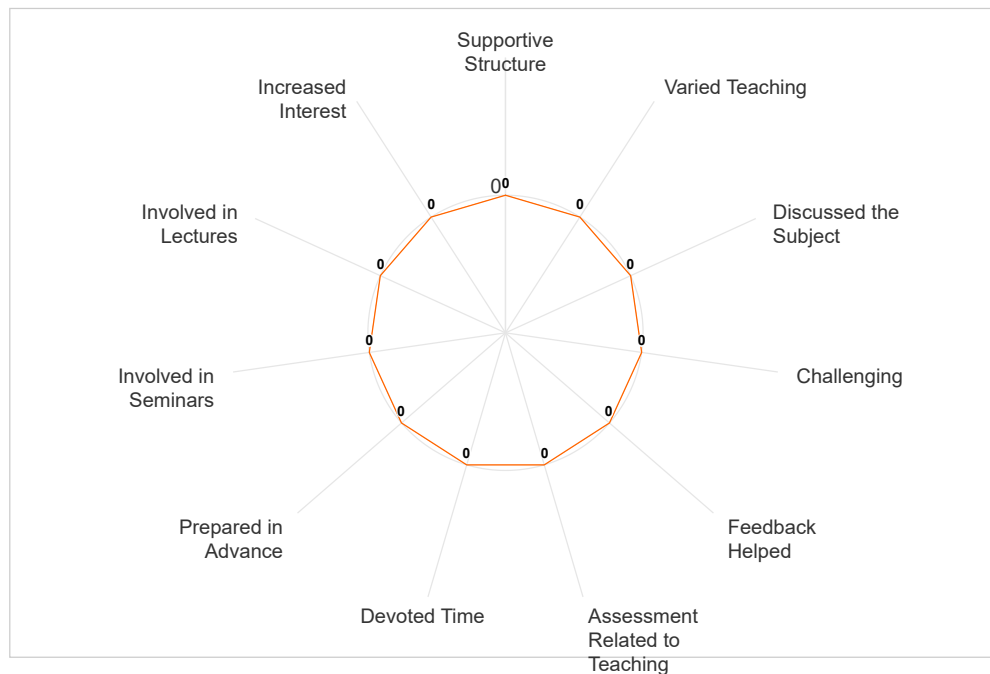 Supportive
Structure
Increased
Interest
Varied Teaching
0
0
0
0
Involved in
Lectures
Discussed the
Subject
0
0
0
0
Involved in
Seminars
Challenging
0
0
0
0
Prepared in
Advance
Feedback
Helped
Devoted Time
Assessment
Related to
Teaching